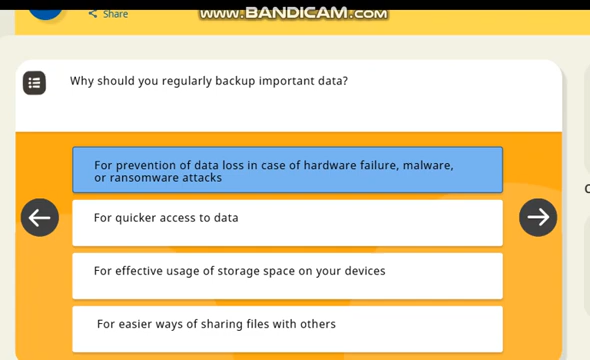 Share
www.BANDICAM.com
Why should you regularly backup important data?
For prevention of data loss in case of hardware failure, malware,
or ransomware attacks
For quicker access to data
For effective usage of storage space on your devices
For easier ways of sharing files with others